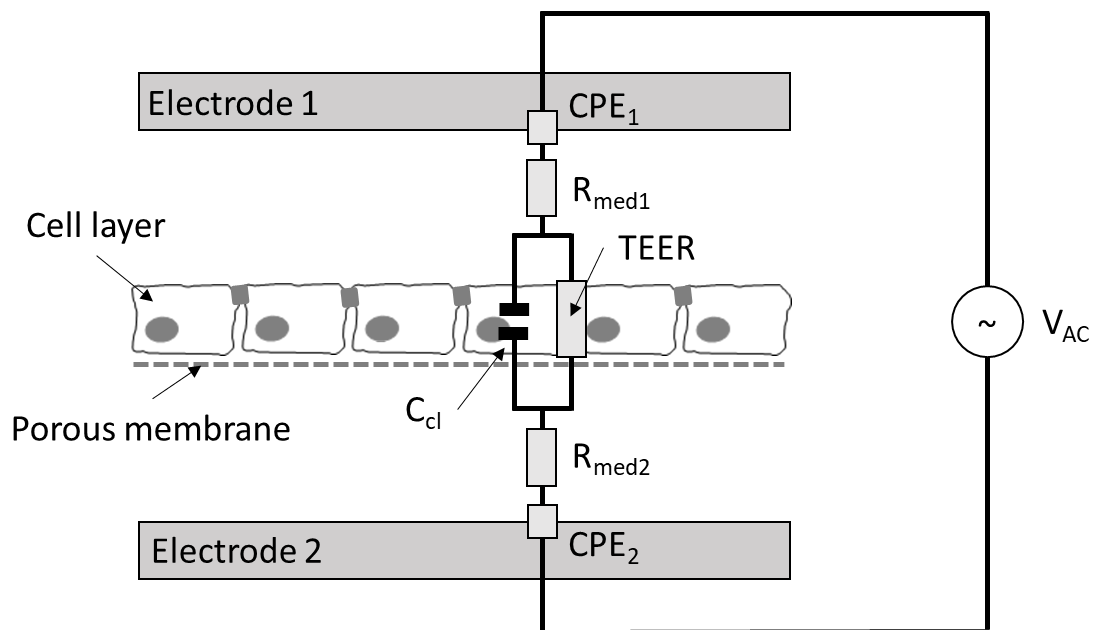 Electrode 1
CPE1
Rmed1
Cell layer
TEER
~
VAC
Ccl
Porous membrane
Rmed2
Electrode 2
CPE2